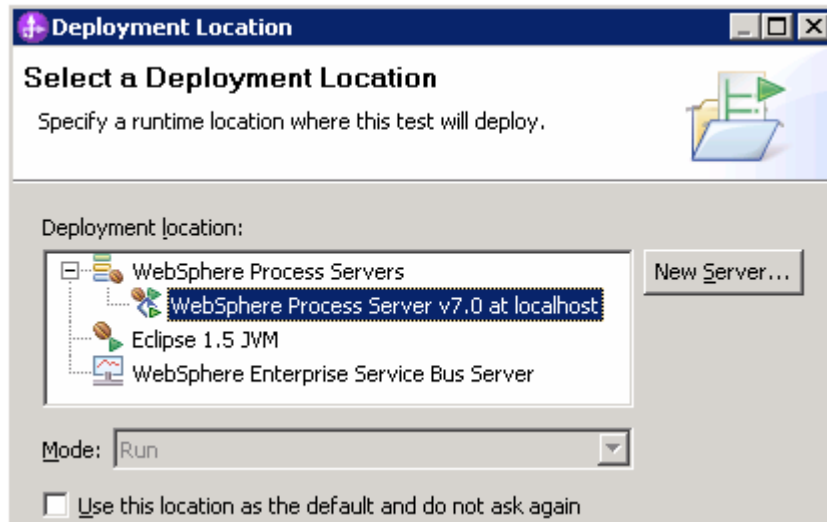 Deployment Location
Select a Deployment Location
Specify a runtime location where this test will deploy.
Deployment location:
WebSphere Process Servers
New Server...
WebSphere Process Server v7.0 at localhost
Eclipse 1.5 JVM
WebSphere Enterprise Service Bus Server
Mode: Run
Use this location as the default and do not ask again